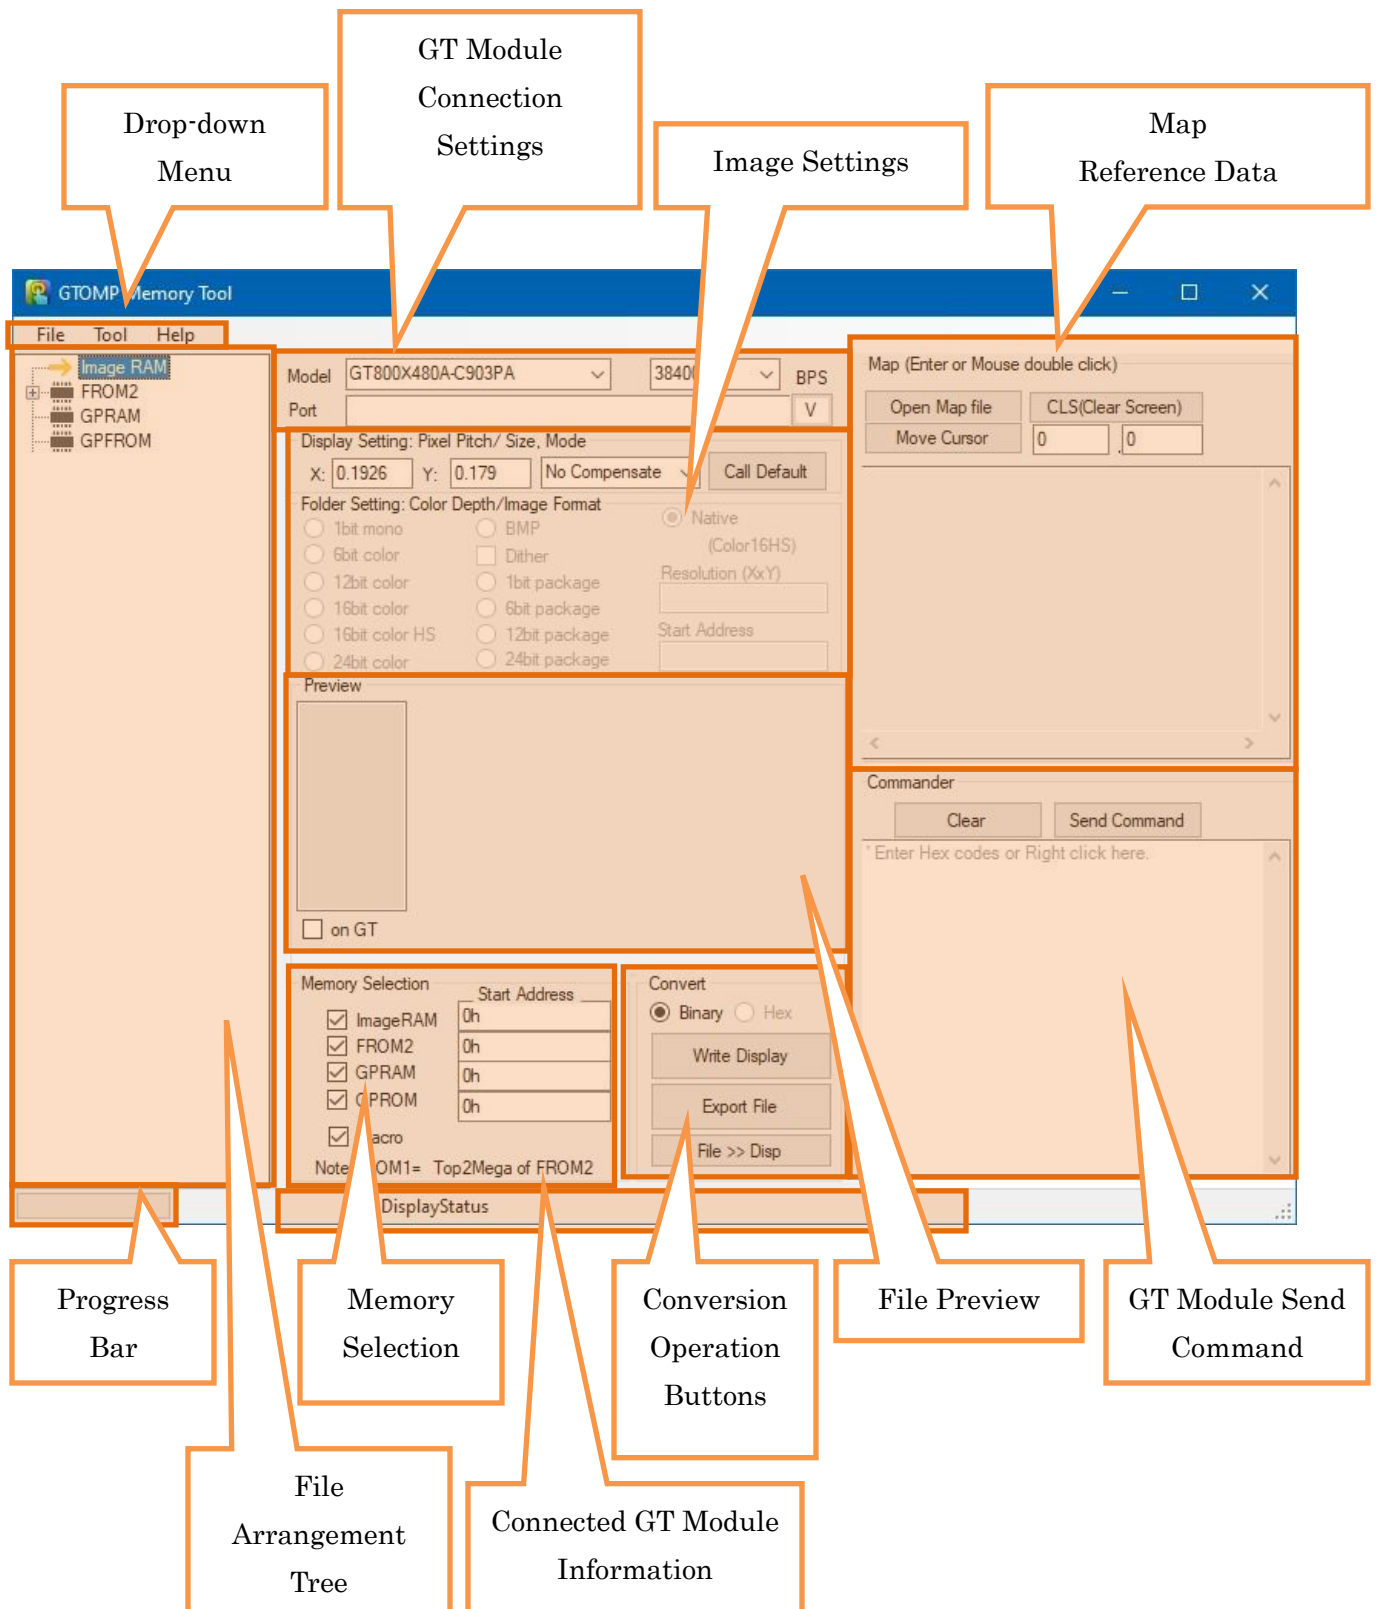 GT Module
Connection
Settings
Drop-down
Menu
Image Settings
Map
Reference Data
GTOMP Memory Tool
File Tool Help
Image RAM
FROM2
GPRAM
GPFROM
Model GT800X480A-C903PA 38400 BPS
Port V
Display Setting: Pixel Pitch/ Size, Mode
X: 0.1926 Y: 0.179 No Compensate Call Default
Folder Setting: Color Depth/Image Format
1bit mono
6bit color
12bit color
16bit color
16bit color HS
24bit color
BMP
Dither
1bit package
6bit package
12bit package
24bit package
Native
(Color16HS)
Resolution (XxY)
Start Address
Preview
on GT
Memory Selection Start Address
ImageRAM 0h
FROM2 0h
GPRAM 0h
GPROM 0h
acro
Note OM1= Top2Mega of FROM2
Convert
Binary Hex
Write Display
Export File
File >> Disp
Map (Enter or Mouse double click)
Open Map file CLS(Clear Screen)
Move Cursor 0 , 0
Commander
Clear Send Command
* Enter Hex codes or Right click here.
DisplayStatus
Progress
Bar
Memory
Selection
Conversion
Operation
Buttons
File Preview
GT Module Send
Command
File
Arrangement
Tree
Connected GT Module
Information